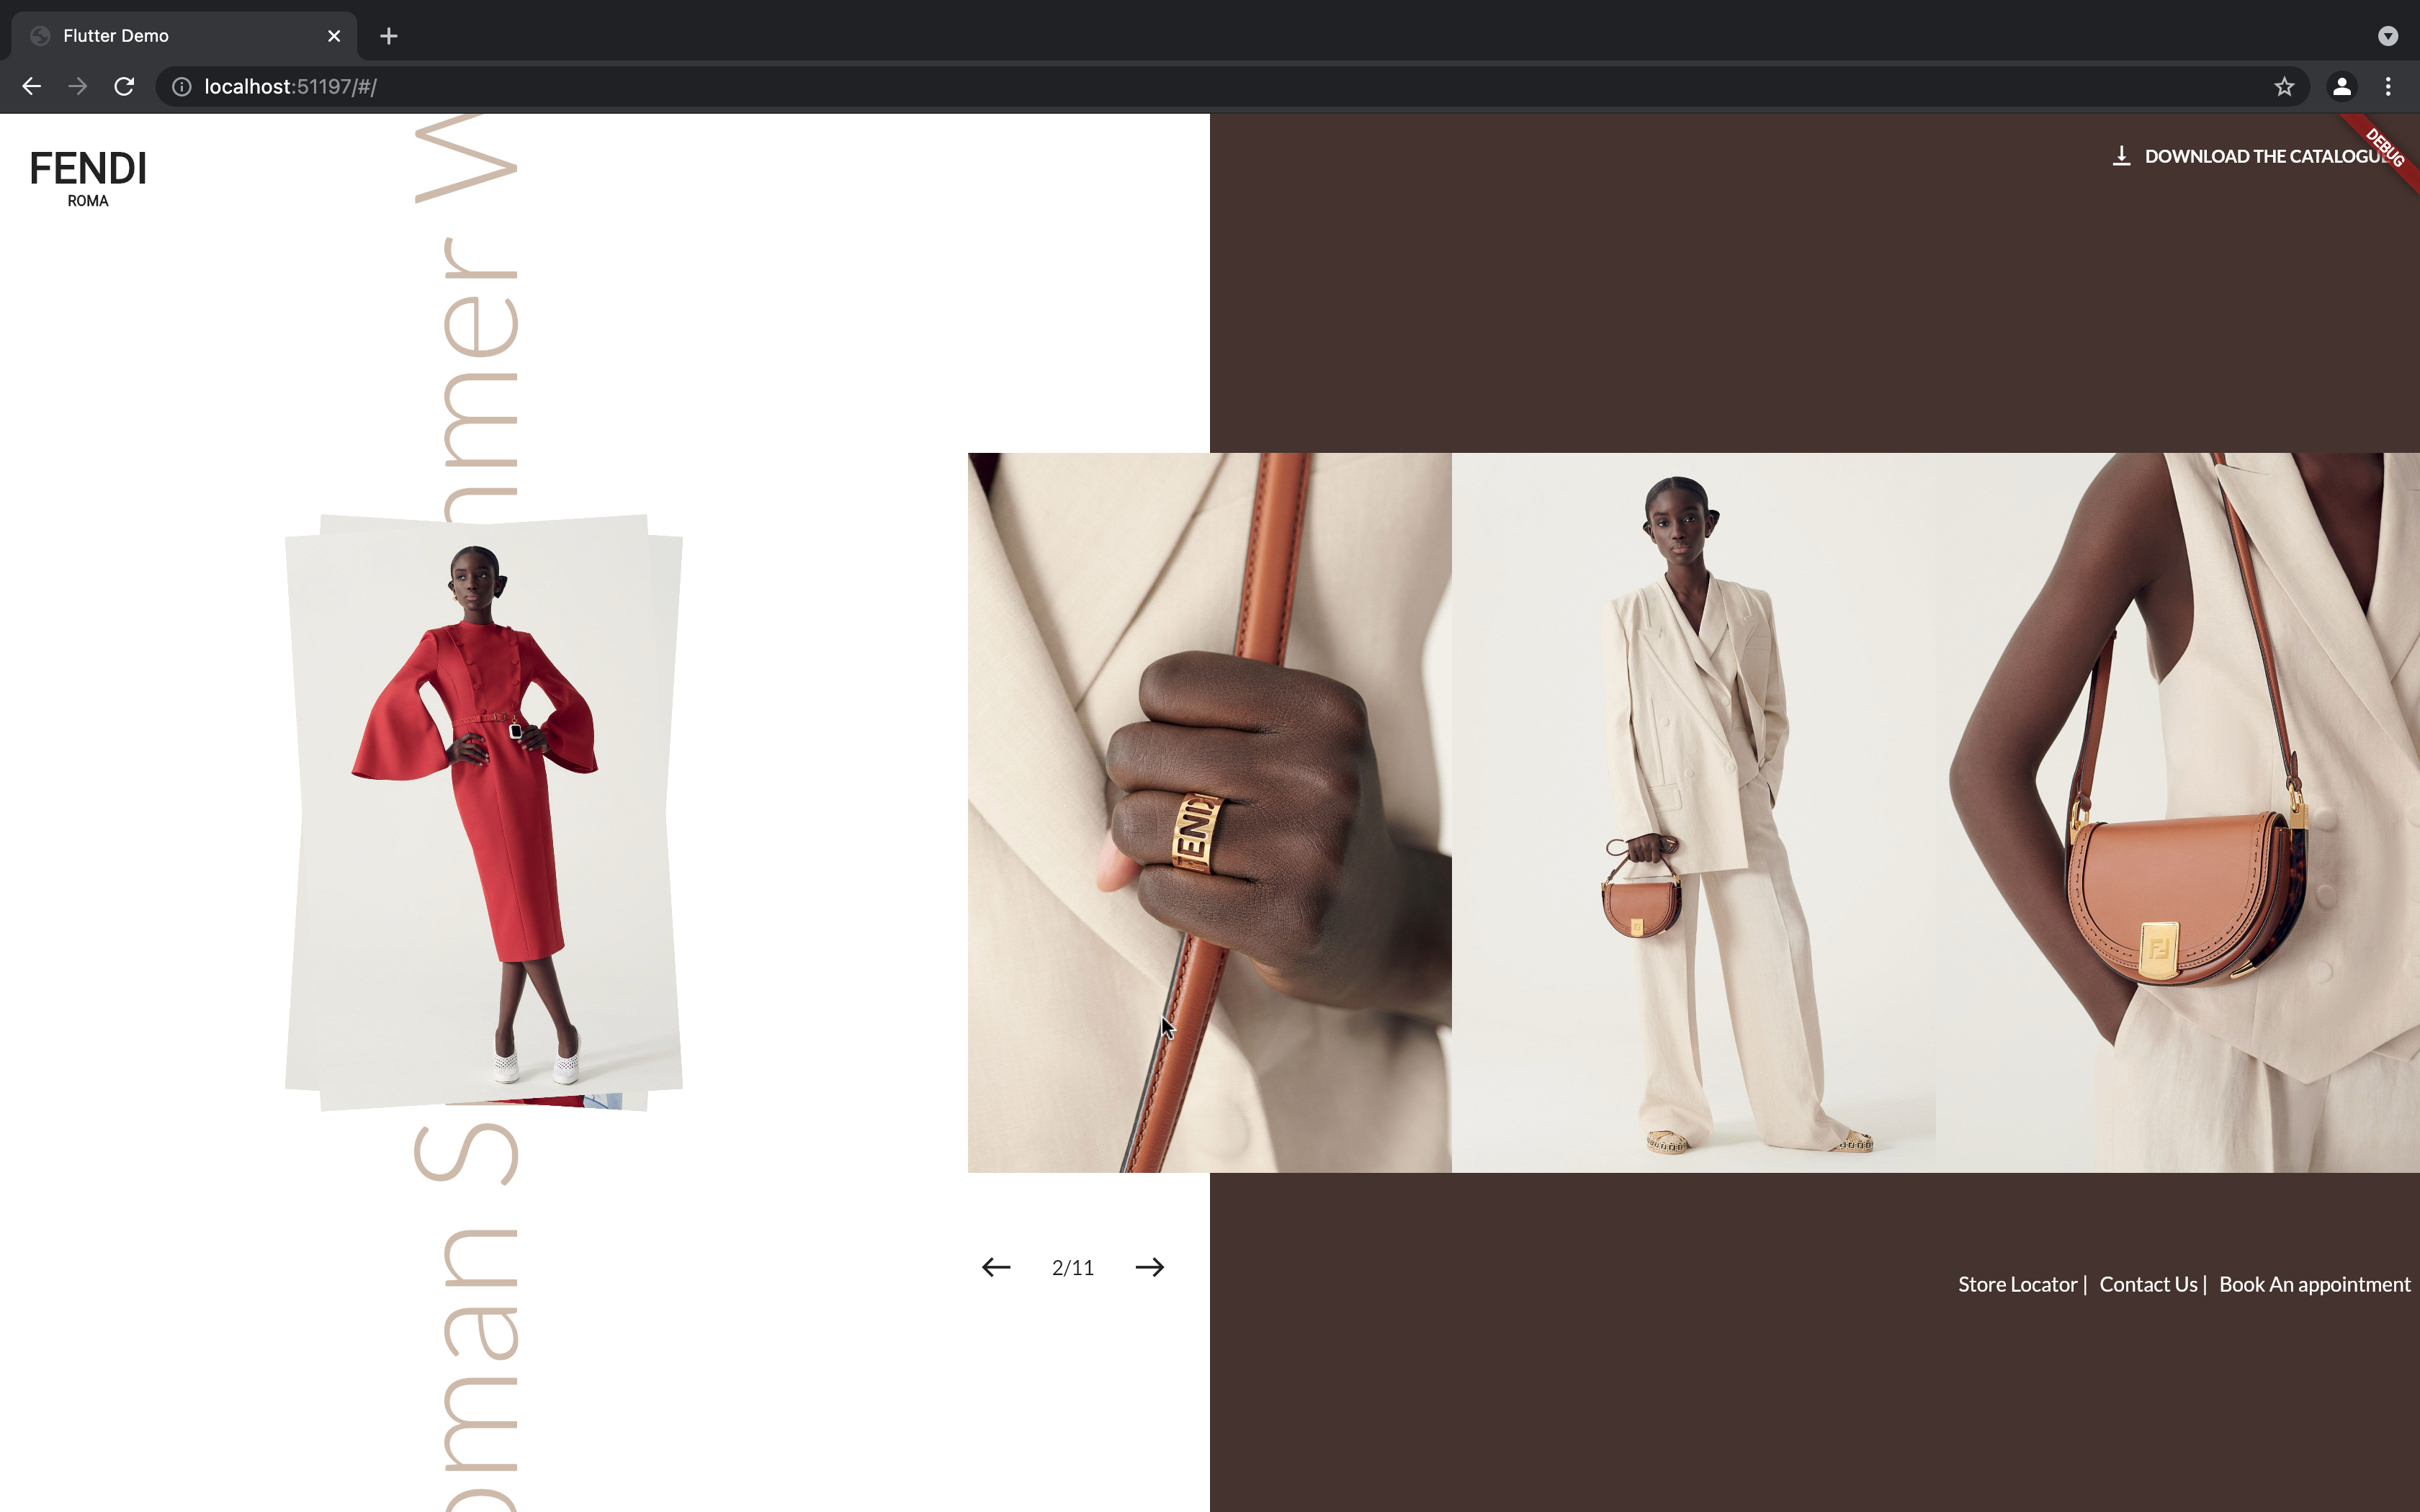 Flutter Demo
localhost:51197/#/
FENDI
ROMA
DOWNLOAD THE CATALOGUE
DEBUG
oman S mmer W
FENDI
2/11
Store Locator | Contact Us | Book An appointment